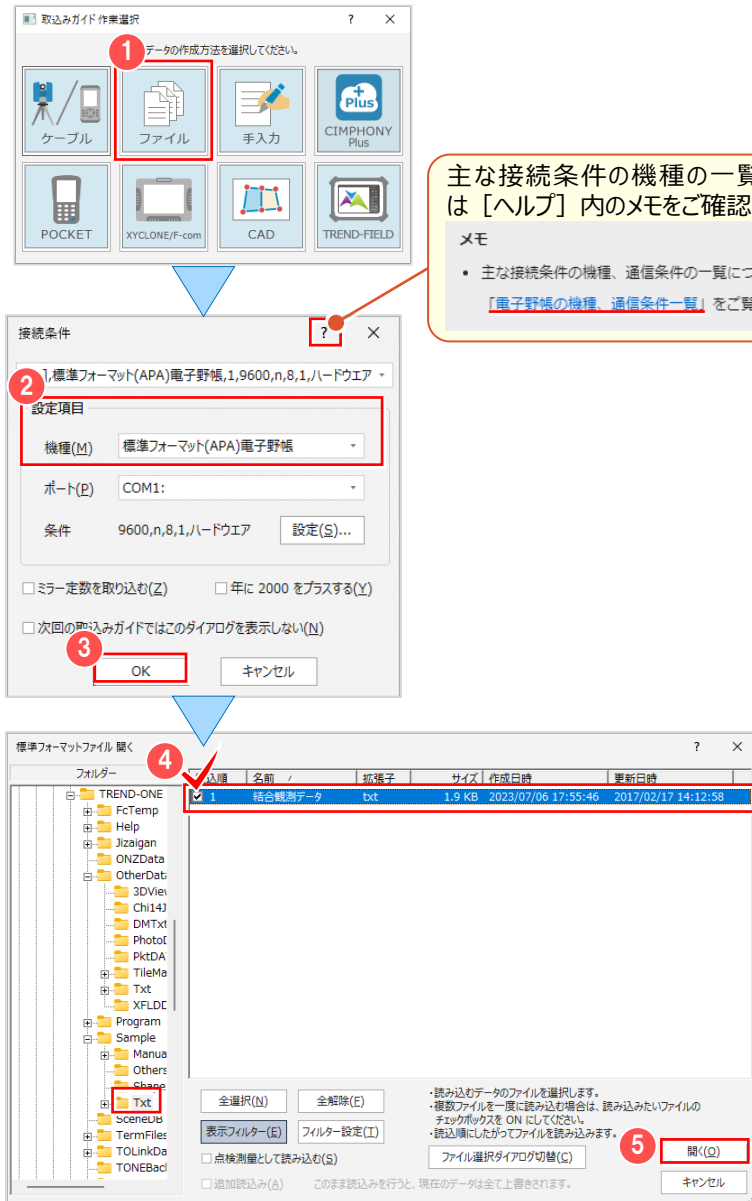 取込みガイド 作業選択
? ×
1
データの作成方法を選択してください。
ケーブル
ファイル
手入力
Plus
CIMPHONY
Plus
POCKET
XYCLONE/F-com
CAD
TREND-FIELD
主な接続条件の機種の一覧
は［ヘルプ］内のメモをご確認
メモ
• 主な接続条件の機種、通信条件の一覧につ
「電子野帳の機種、通信条件一覧」をご覧
接続条件
? ×
2
],標準フォーマット(APA)電子野帳,1,9600,n,8,1,ハードウエア
設定項目
機種(M) 標準フォーマット(APA)電子野帳
ポート(P) COM1:
条件 9600,n,8,1,ハードウエア 設定(S)...
ミラー定数を取り込む(Z) 年に 2000 をプラスする(Y)
次回の取込みガイドではこのダイアログを表示しない(N)
3
OK キャンセル
標準フォーマットファイル 開く
? ×
4
フォルダー
込順 名前 拡張子 サイズ 作成日時 更新日時
1 結合観測データ txt 1.9 KB 2023/07/06 17:55:46 2017/02/17 14:12:58
TREND-ONE
FcTemp
Help
Jizaigan
ONZData
OtherData
3DView
Chi14J
DMTxt
PhotoD
PktDA
TileMa
Txt
XFLDD
Program
Sample
Manua
Others
Shape
Txt
SceneDB
TermFiles
TOLinkDa
TONEBac
全選択(N) 全解除(F)
表示フィルター(E) フィルター設定(T)
点検測量として読み込む(S)
追加読込み(A) このまま読込みを行うと、現在のデータは全て上書きされます。
・読み込むデータのファイルを選択します。
・複数ファイルを一度に読み込む場合は、読み込みたいファイルの
チェックボックスを ON にしてください。
・読込順にしたがってファイルを読み込みます。
ファイル選択ダイアログ切替(C)
5
開く(O)
キャンセル